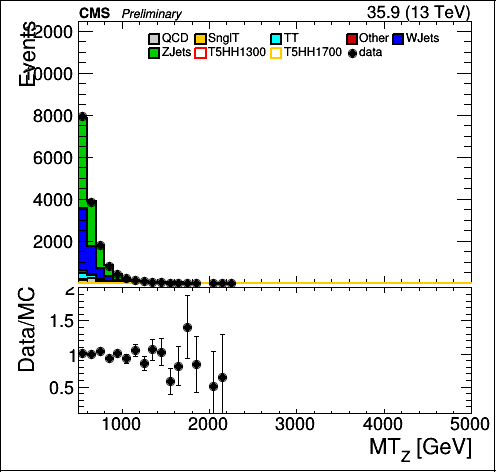 CMS Preliminary 35.9 (13 TeV)
QCD SnglT TT Other WJets
ZJets T5HH1300 T5HH1700 data
Events
12000
10000
8000
6000
4000
2000
Data/MC
2
1.5
1
0.5
1000 2000 3000 4000 5000
MTZ [GeV]